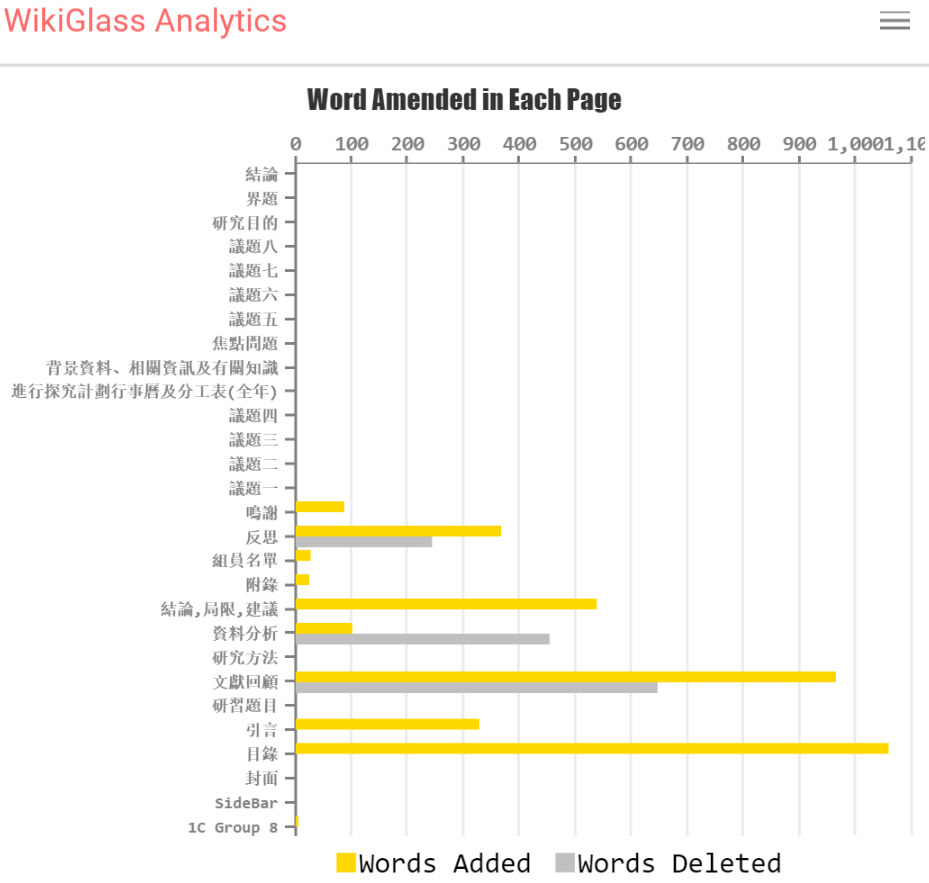 WikiGlass Analytics
Word Amended in Each Page
0 100 200 300 400 500 600 700 800 900 1,0001,10
結論
界題
研究目的
議題八
議題七
議題六
議題五
焦點問題
背景資料、相關資訊及有關知識
進行探究計劃行事曆及分工表(全年)
議題四
議題三
議題二
議題一
鳴謝
反思
組員名單
附錄
結論,局限,建議
資料分析
研究方法
文獻回顧
研習題目
引言
目錄
封面
SideBar
1C Group 8
Words Added Words Deleted